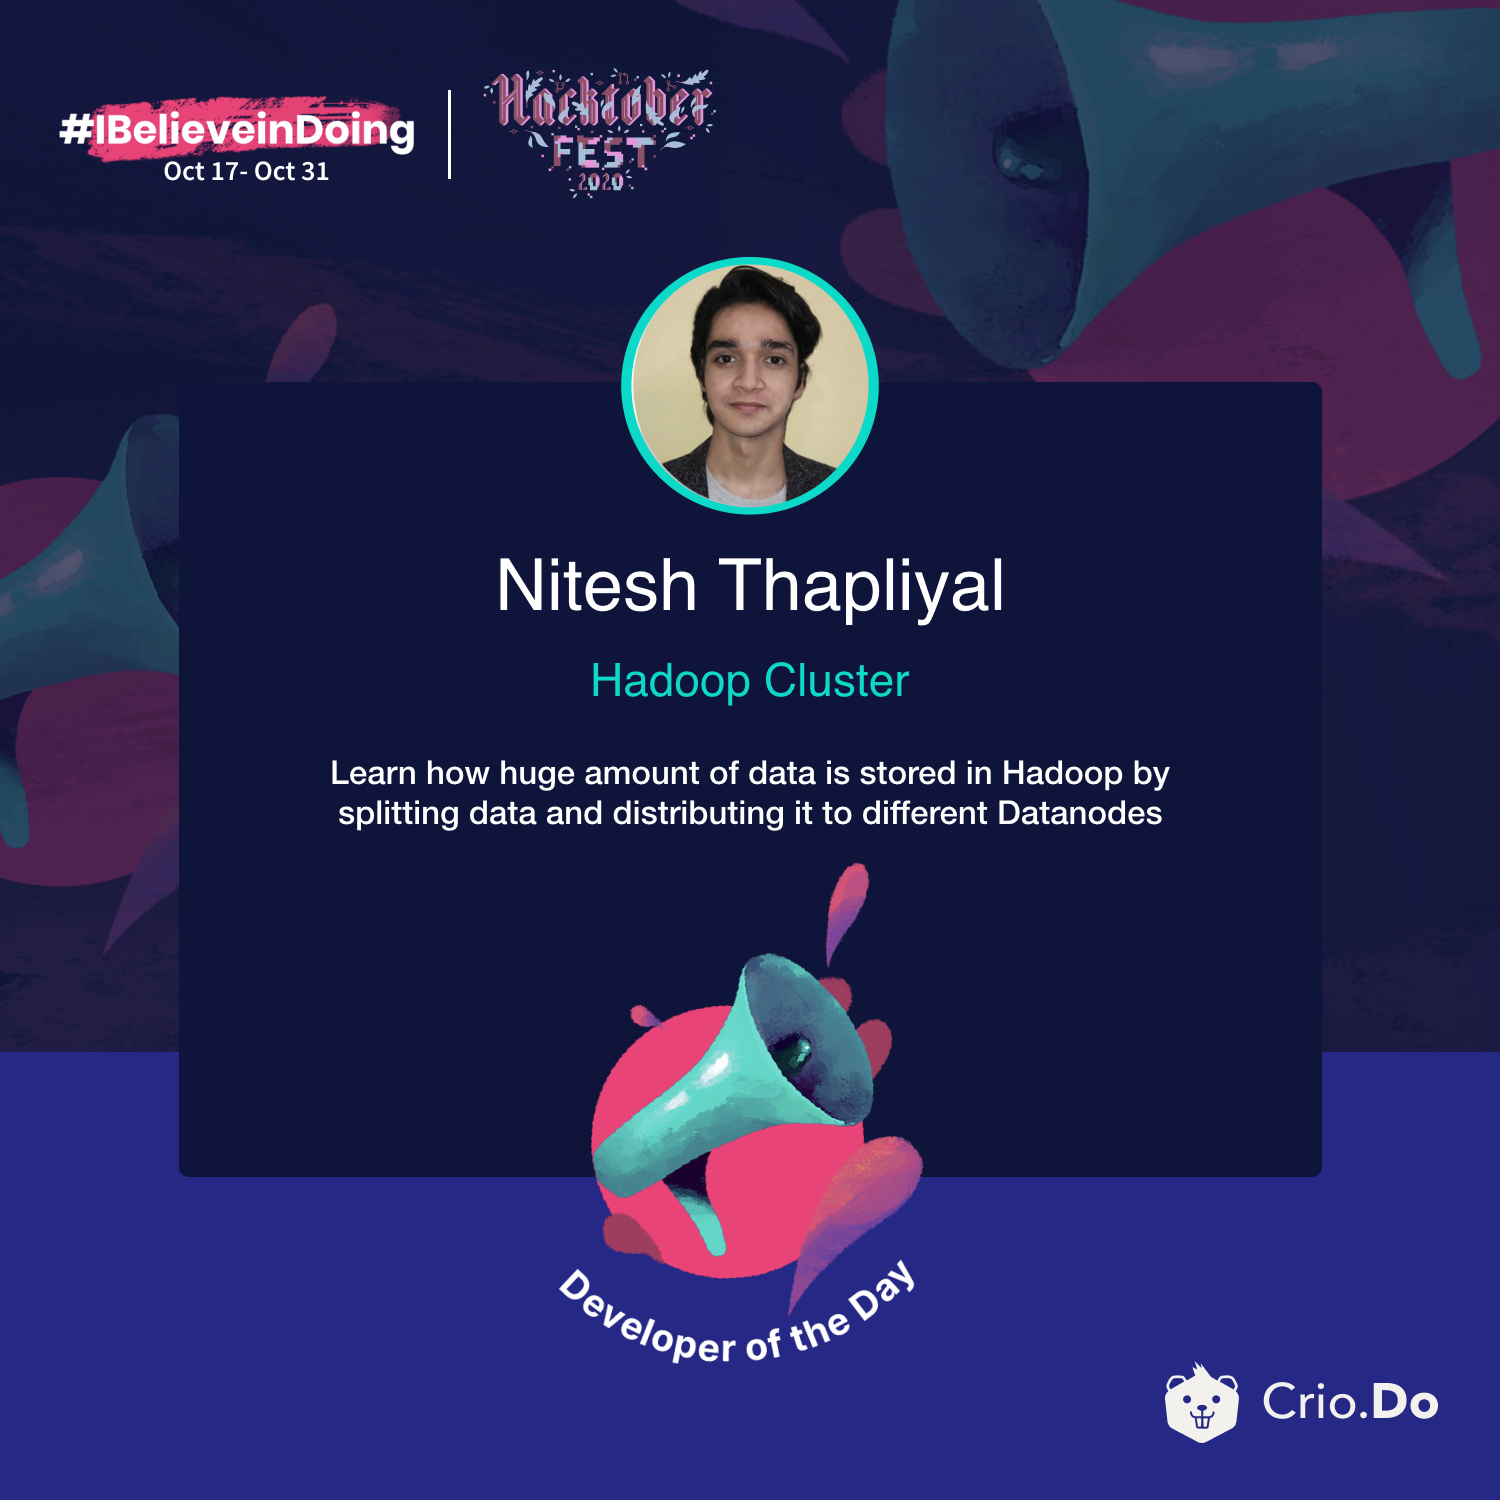 #IBelieveinDoing
Oct 17- Oct 31
Hacktober
FEST
2020
Nitesh Thapliyal
Hadoop Cluster
Learn how huge amount of data is stored in Hadoop by
splitting data and distributing it to different Datanodes
Developer of the Day
Crio.Do